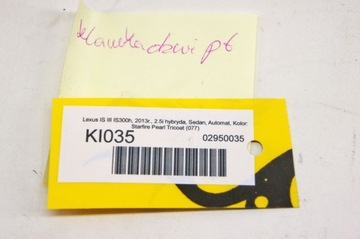 klamka drzwi pt
Lexus IS III IS300h, 2013r., 2.5i hybryda, Sedan, Automat, Kolor:
Starfire Pearl Tricoat (077)
KI035 02950035